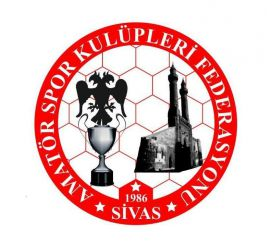 AMATÖR SPOR KULÜPLERİ FEDERASYONU
1986
SİVAS